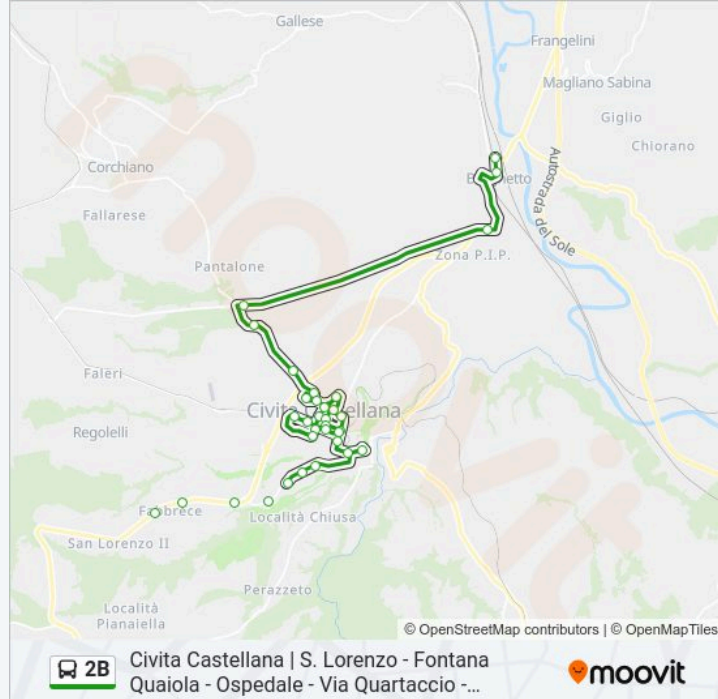 Gallese
Frangelini
Magliano Sabina
Giglio
Chiorano
Corchiano
Autostrada del Sole
Fallarese
Pantalone
Zona P.I.P.
Faleri
Civita Castellana
Regolelli
Fabbrece
Località Chiusa
San Lorenzo II
Perazzeto
Località
Pianaiella
© OpenStreetMap contributors | © OpenMapTiles
2B
Civita Castellana | S. Lorenzo - Fontana
Quaiola - Ospedale - Via Quartaccio -...
moovit